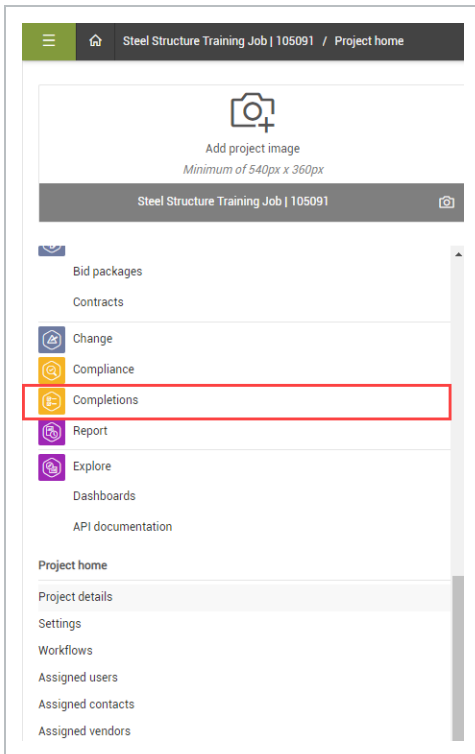 Steel Structure Training Job | 105091 / Project home
Add project image
Minimum of 540px x 360px
Steel Structure Training Job | 105091
Bid packages
Contracts
Change
Compliance
Completions
Report
Explore
Dashboards
API documentation
Project home
Project details
Settings
Workflows
Assigned users
Assigned contacts
Assigned vendors